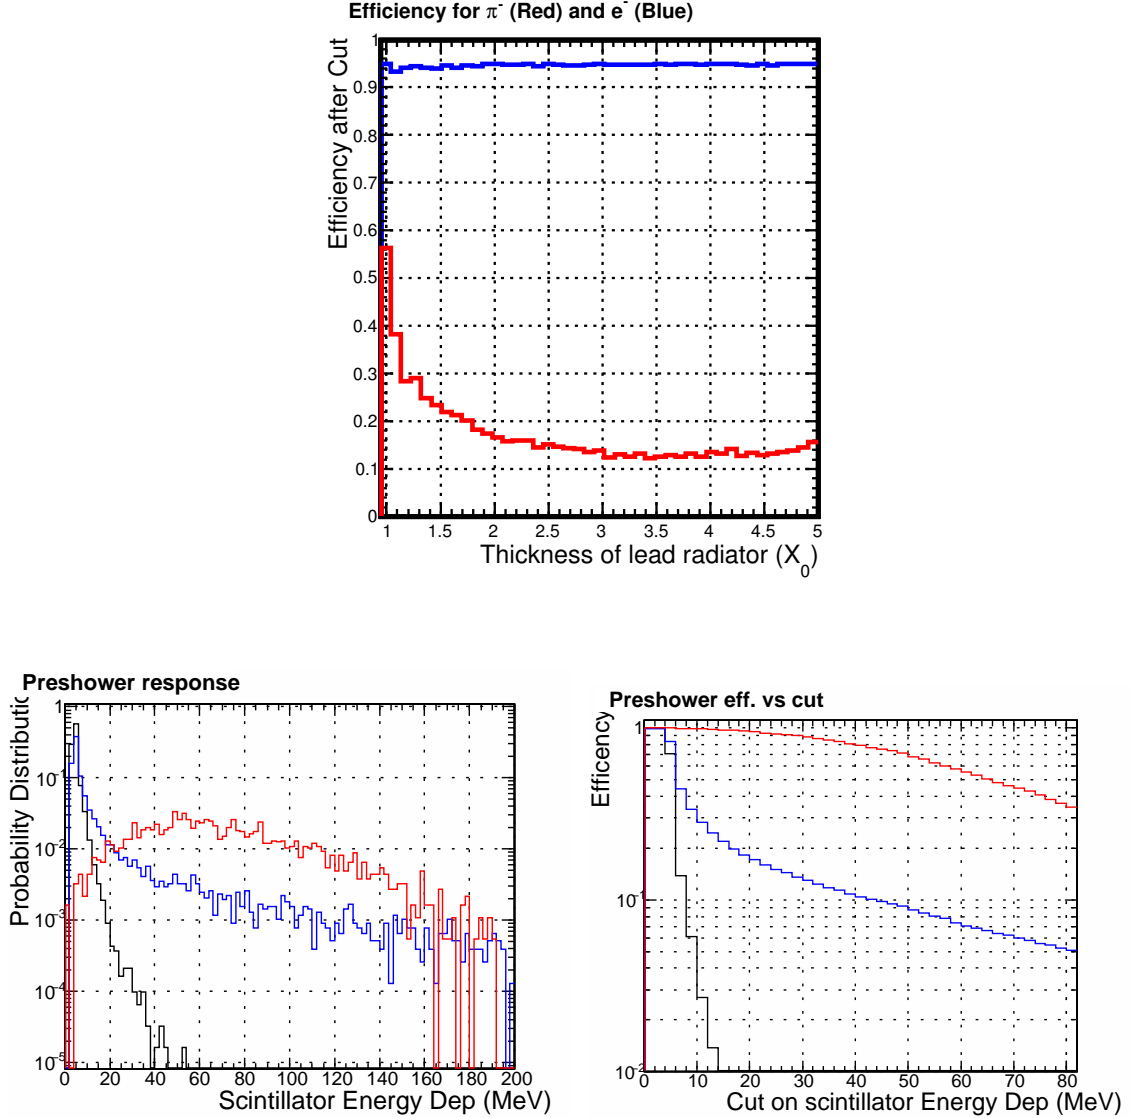 Efficiency for π⁻ (Red) and e⁻ (Blue)
Efficiency after Cut
1
0.9
0.8
0.7
0.6
0.5
0.4
0.3
0.2
0.1
0
1 1.5 2 2.5 3 3.5 4 4.5 5
Thickness of lead radiator (X₀)
Preshower response
Probability Distributic
1
10⁻¹
10⁻²
10⁻³
10⁻⁴
10⁻⁵
0 20 40 60 80 100 120 140 160 180 200
Scintillator Energy Dep (MeV)
Preshower eff. vs cut
Efficency
1
10⁻¹
10⁻²
0 10 20 30 40 50 60 70 80
Cut on scintillator Energy Dep (MeV)